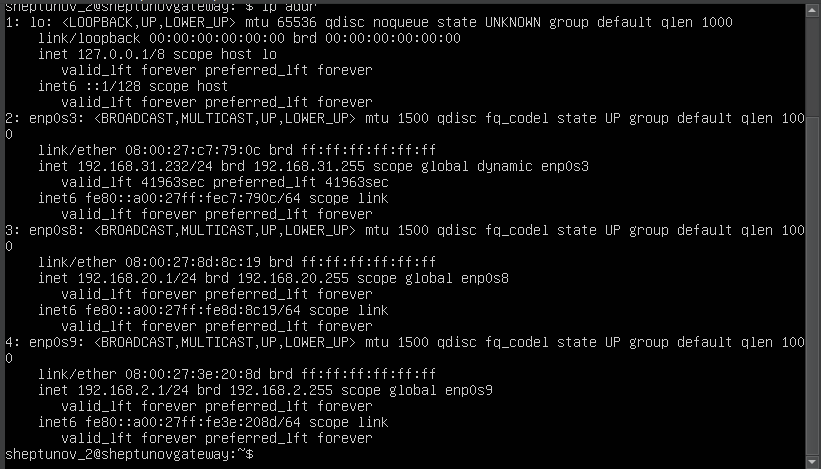 sheptunov_2@sheptunovgateway:~$ ip addr
1: lo: <LOOPBACK,UP,LOWER_UP> mtu 65536 qdisc noqueue state UNKNOWN group default qlen 1000
link/loopback 00:00:00:00:00:00 brd 00:00:00:00:00:00
inet 127.0.0.1/8 scope host lo
valid_lft forever preferred_lft forever
inet6 ::1/128 scope host
valid_lft forever preferred_lft forever
2: enp0s3: <BROADCAST,MULTICAST,UP,LOWER_UP> mtu 1500 qdisc fq_codel state UP group default qlen 100
0
link/ether 08:00:27:c7:79:0c brd ff:ff:ff:ff:ff:ff
inet 192.168.31.232/24 brd 192.168.31.255 scope global dynamic enp0s3
valid_lft 41963sec preferred_lft 41963sec
inet6 fe80::a00:27ff:fec7:790c/64 scope link
valid_lft forever preferred_lft forever
3: enp0s8: <BROADCAST,MULTICAST,UP,LOWER_UP> mtu 1500 qdisc fq_codel state UP group default qlen 100
0
link/ether 08:00:27:8d:8c:19 brd ff:ff:ff:ff:ff:ff
inet 192.168.20.1/24 brd 192.168.20.255 scope global enp0s8
valid_lft forever preferred_lft forever
inet6 fe80::a00:27ff:fe8d:8c19/64 scope link
valid_lft forever preferred_lft forever
4: enp0s9: <BROADCAST,MULTICAST,UP,LOWER_UP> mtu 1500 qdisc fq_codel state UP group default qlen 100
0
link/ether 08:00:27:3e:20:8d brd ff:ff:ff:ff:ff:ff
inet 192.168.2.1/24 brd 192.168.2.255 scope global enp0s9
valid_lft forever preferred_lft forever
inet6 fe80::a00:27ff:fe3e:208d/64 scope link
valid_lft forever preferred_lft forever
sheptunov_2@sheptunovgateway:~$